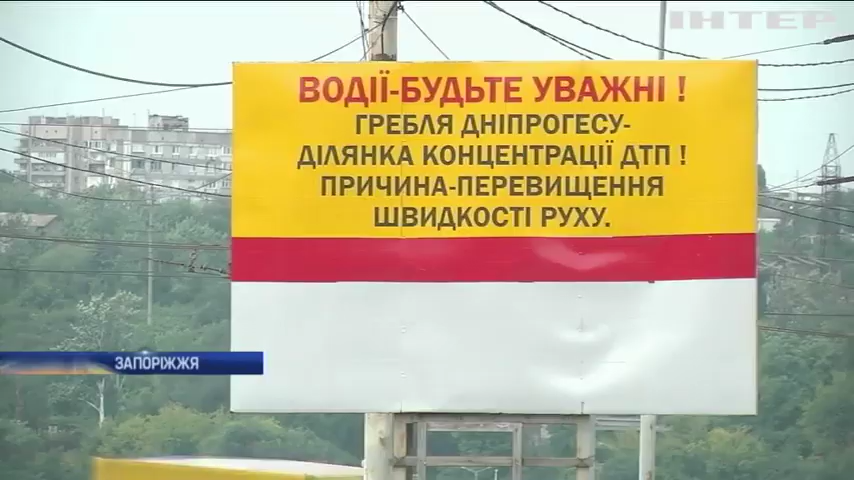 ІНТЕР
ВОДІЇ-БУДЬТЕ УВАЖНІ !
ГРЕБЛЯ ДНІПРОГЕСУ-
ДІЛЯНКА КОНЦЕНТРАЦІЇ ДТП !
ПРИЧИНА-ПЕРЕВИЩЕННЯ
ШВИДКОСТІ РУХУ.
ЗАПОРІЖЖЯ